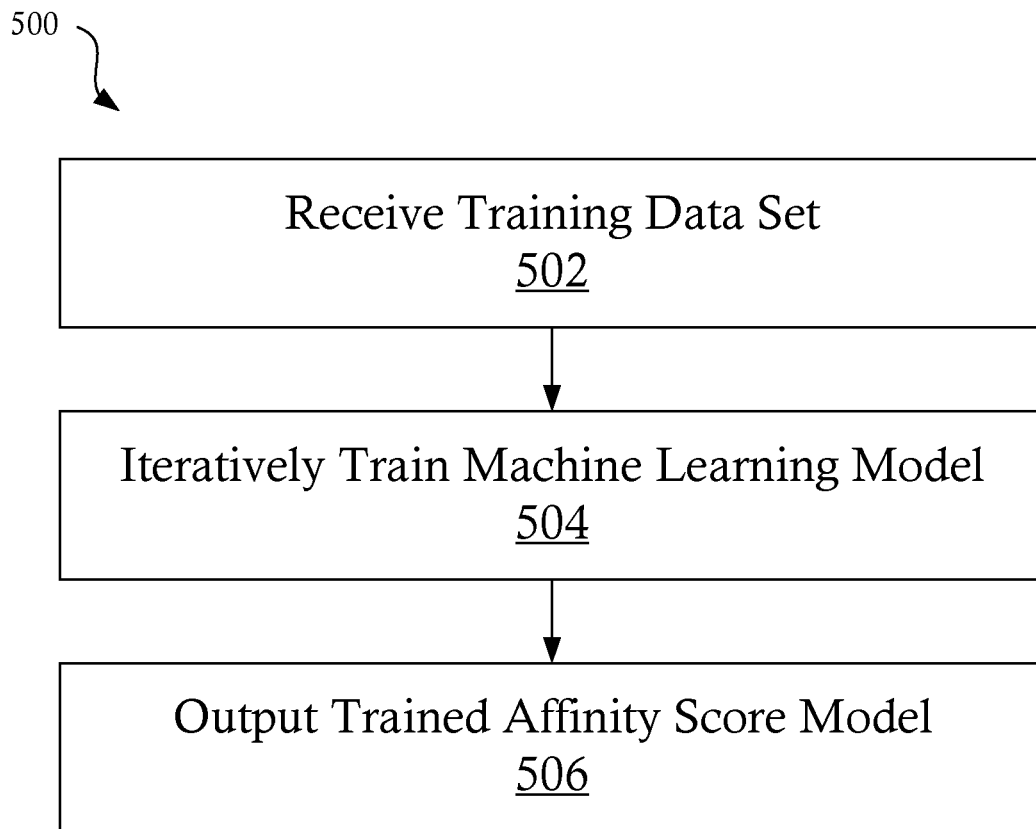 500
Receive Training Data Set
502
Iteratively Train Machine Learning Model
504
Output Trained Affinity Score Model
506